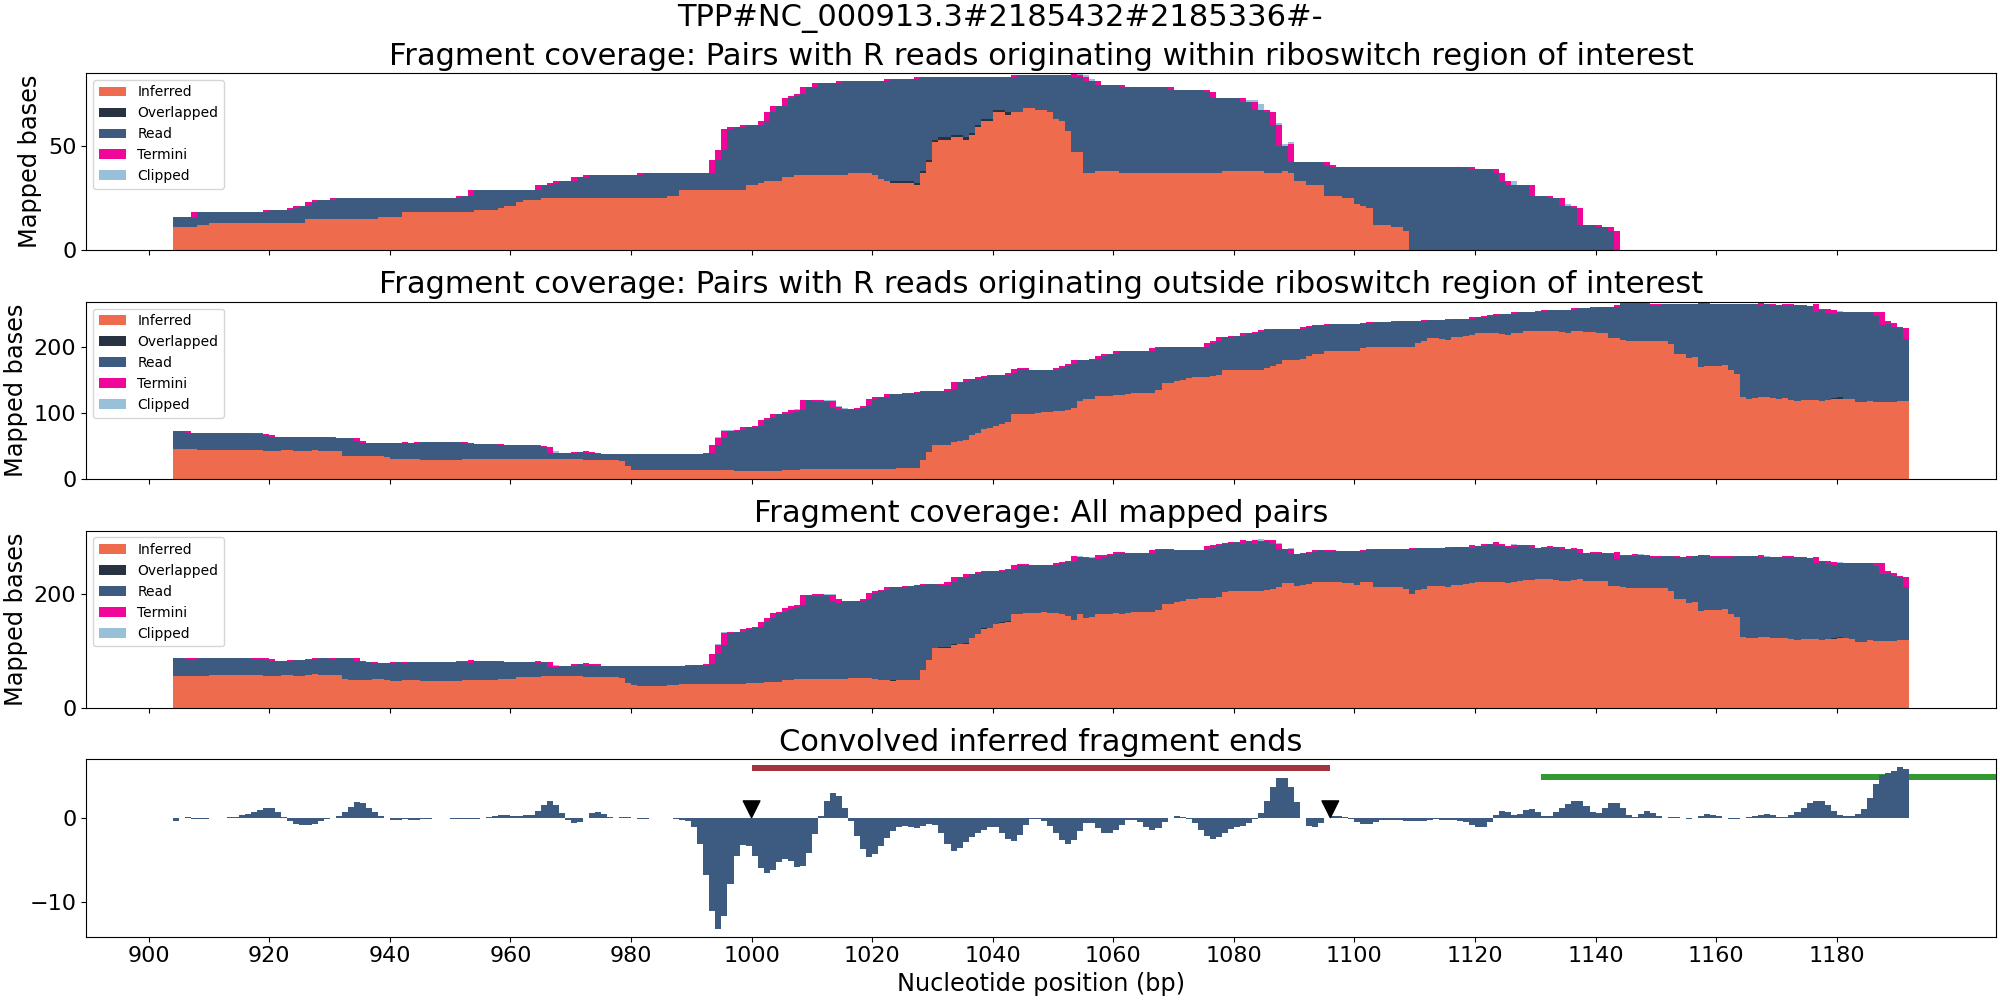 TPP#NC_000913.3#2185432#2185336#-
Fragment coverage: Pairs with R reads originating within riboswitch region of interest
Mapped bases
50
0
Inferred
Overlapped
Read
Termini
Clipped
Fragment coverage: Pairs with R reads originating outside riboswitch region of interest
Mapped bases
200
100
0
Inferred
Overlapped
Read
Termini
Clipped
Fragment coverage: All mapped pairs
Mapped bases
200
0
Inferred
Overlapped
Read
Termini
Clipped
Convolved inferred fragment ends
0
−10
900 920 940 960 980 1000 1020 1040 1060 1080 1100 1120 1140 1160 1180
Nucleotide position (bp)